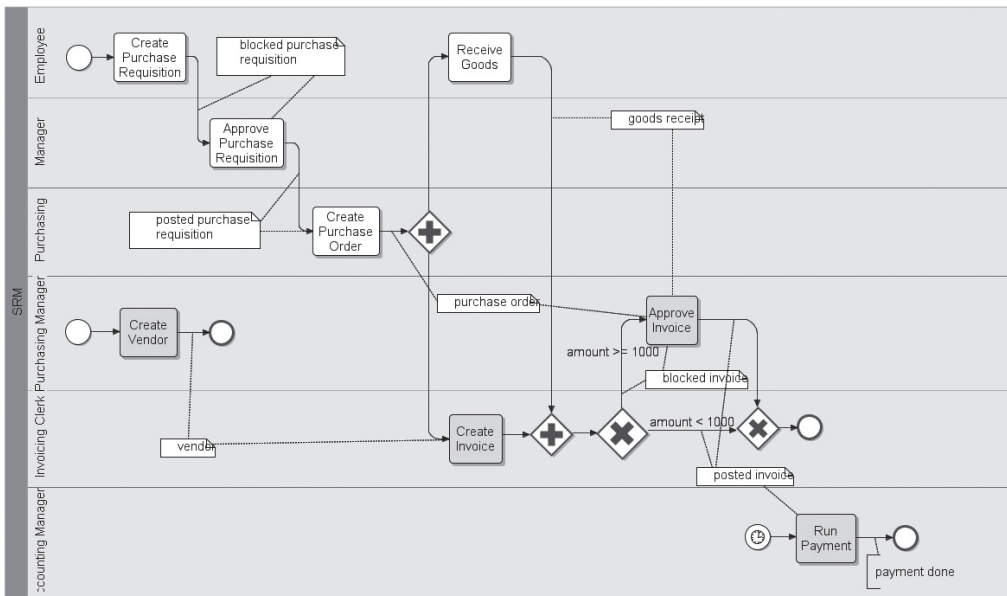 SRM
Employee
Create
Purchase
Requisition
blocked purchase
requisition
Receive
Goods
Manager
Approve
Purchase
Requisition
goods receipt
Purchasing
posted purchase
requisition
Create
Purchase
Order
Purchasing Manager
Create
Vendor
purchase order
Approve
Invoice
amount >= 1000
blocked invoice
Invoicing Clerk
vendor
Create
Invoice
amount < 1000
posted invoice
ccounting Manager
Run
Payment
payment done